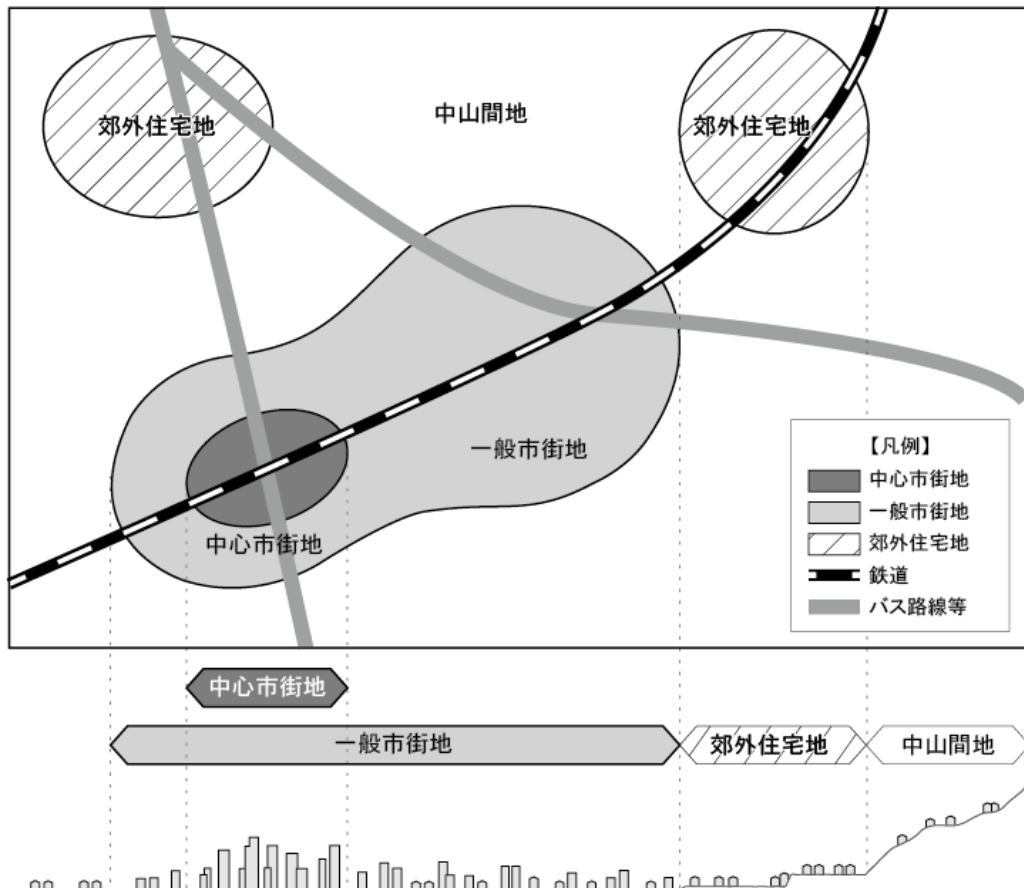 郊外住宅地
中山間地
郊外住宅地
一般市街地
中心市街地
【凡例】
中心市街地
一般市街地
郊外住宅地
鉄道
バス路線等
中心市街地
一般市街地
郊外住宅地
中山間地